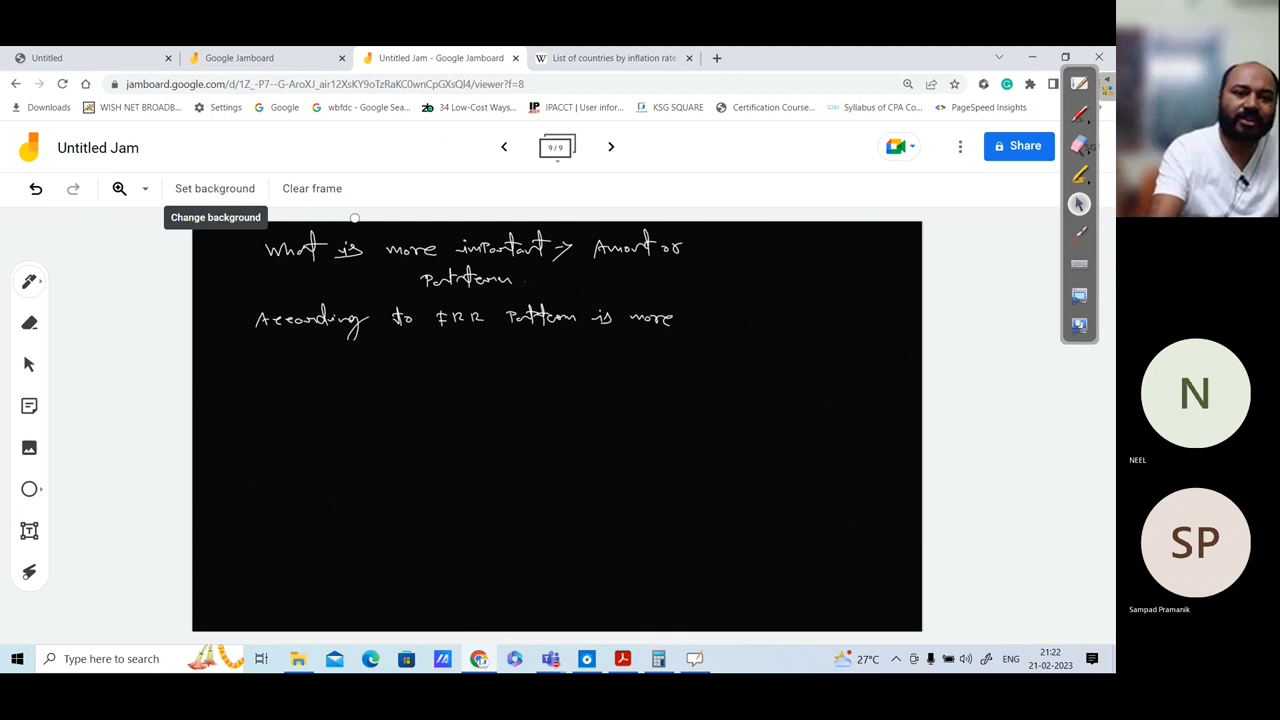 Untitled
Google Jamboard
Untitled Jam - Google Jamboard
List of countries by inflation rate
jamboard.google.com/d/1Z_-P7--G-AroXJ_air12XsKY9oTzRabXC0wnCpGXsQl4/viewer?f=8
Downloads
WISH NET BROADB...
Settings
Google
wbfdc - Google Sea...
34 Low-Cost Ways...
IPACCT | User infor...
KSG SQUARE
Certification Course...
Syllabus of CPA Co...
PageSpeed Insights
Untitled Jam
9 / 9
Share
Set background
Clear frame
Change background
What is more important → Amount or
Pattern
According to IRR Pattern is more
N
NEEL
SP
Sampad Pramanik
Type here to search
27°C
ENG
21:22
21-02-2023